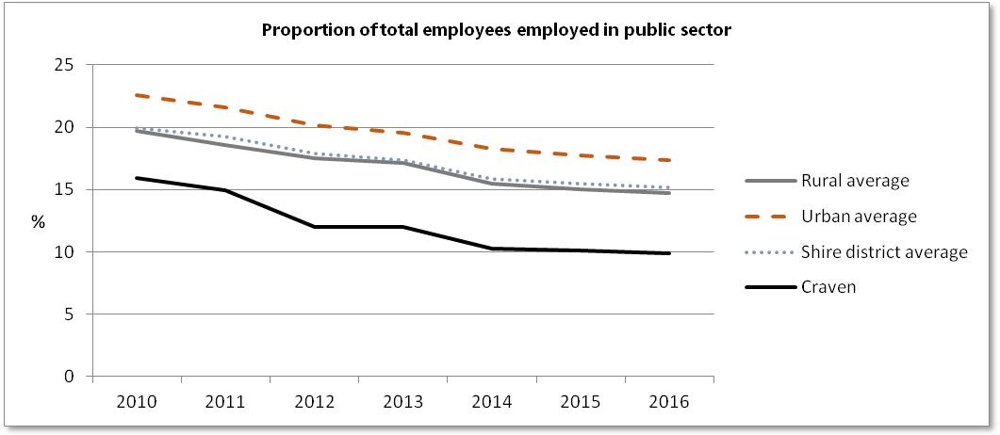 Proportion of total employees employed in public sector
25
20
15
10
5
0
%
2010 2011 2012 2013 2014 2015 2016
Rural average
Urban average
Shire district average
Craven